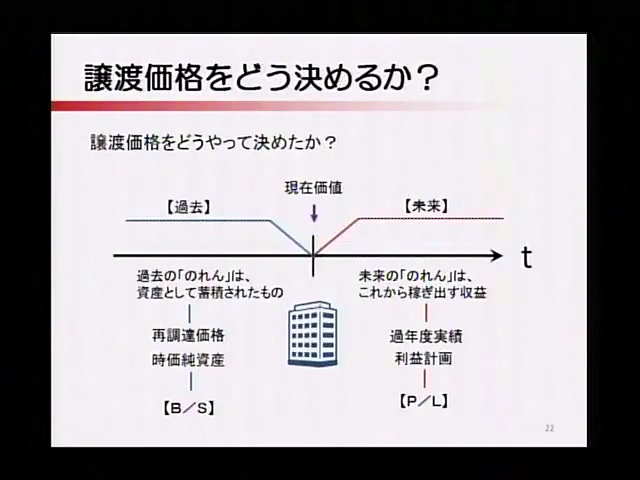 譲渡価格をどう決めるか？
譲渡価格をどうやって決めたか？
現在価値
【過去】
【未来】
t
過去の「のれん」は、
資産として蓄積されたもの
再調達価格
時価純資産
【B／S】
未来の「のれん」は、
これから稼ぎ出す収益
過年度実績
利益計画
【P／L】
22